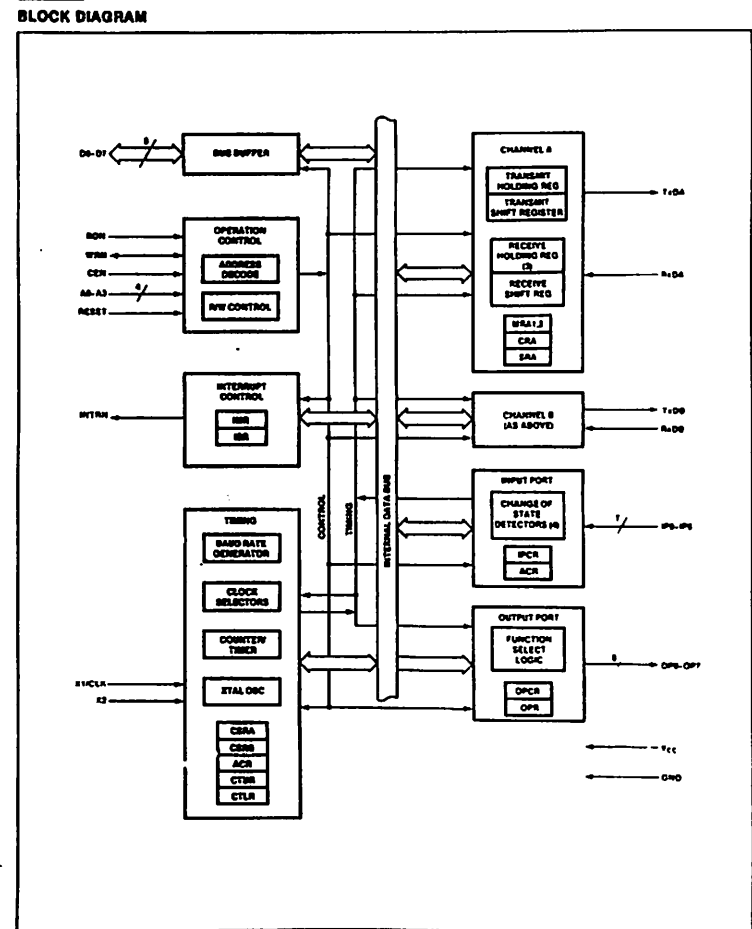 BLOCK DIAGRAM
D0-D7
8
BUS BUFFER
RDN
WRN
CEN
A0-A3
4
RESET
OPERATION
CONTROL
ADDRESS
DECODE
R/W CONTROL
INTRN
INTERRUPT
CONTROL
IMR
ISR
TIMING
BAUD RATE
GENERATOR
CLOCK
SELECTORS
COUNTER/
TIMER
X1/CLK
X2
XTAL OSC
CSRA
CSRB
ACR
CTUR
CTLR
CONTROL
TIMING
INTERNAL DATA BUS
CHANNEL A
TRANSMIT
HOLDING REG
TRANSMIT
SHIFT REGISTER
RECEIVE
HOLDING REG
(3)
RECEIVE
SHIFT REG
MRA1,2
CRA
SRA
TxDA
RxDA
CHANNEL B
(AS ABOVE)
TxDB
RxDB
INPUT PORT
CHANGE OF
STATE
DETECTORS (4)
IPCR
ACR
7
IP0-IP6
OUTPUT PORT
FUNCTION
SELECT
LOGIC
OPCR
OPR
8
OP0-OP7
VCC
GND